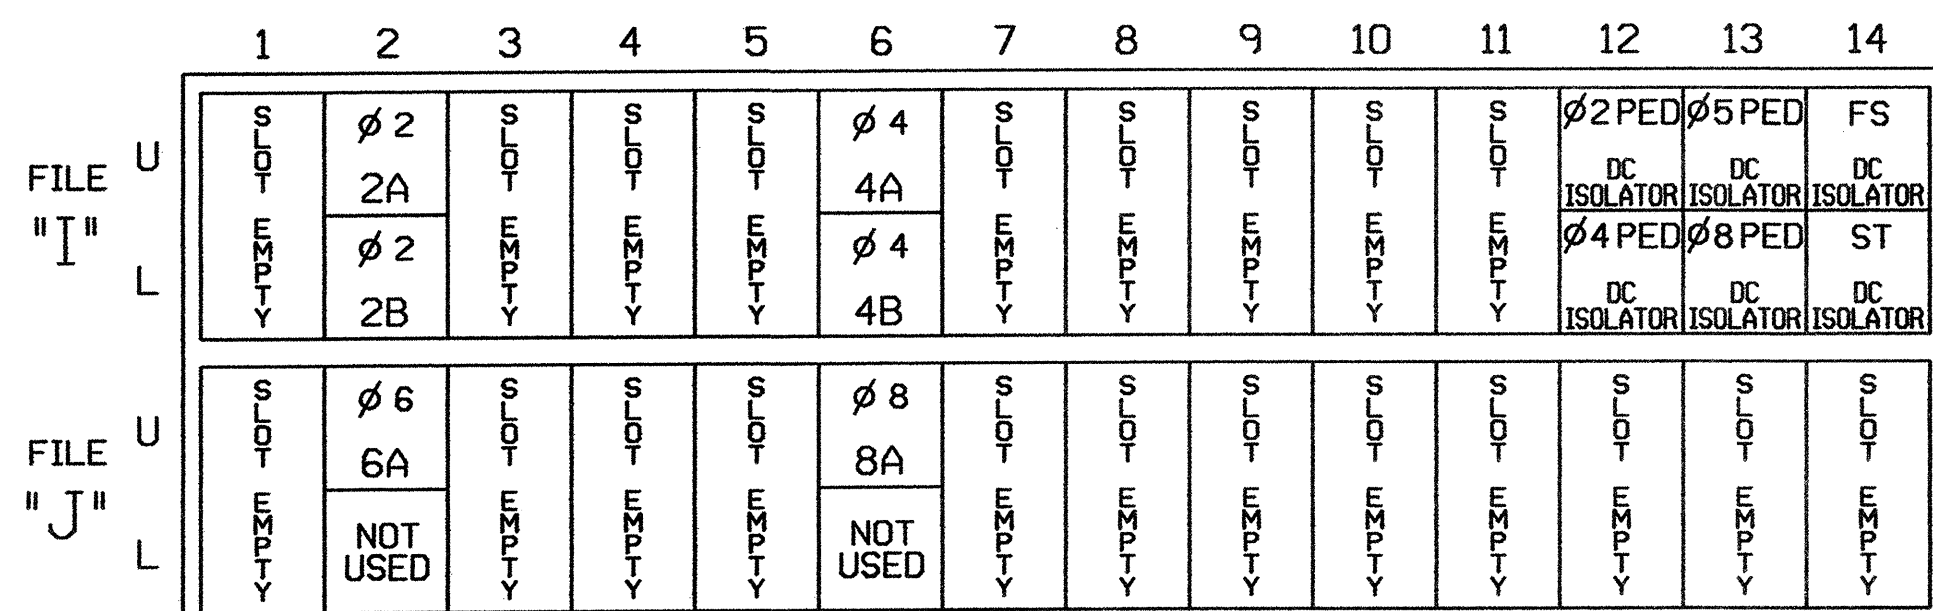 1 2 3 4 5 6 7 8 9 10 11 12 13 14
FILE "I"
U
L
SLOT EMPTY
Ø 2
2A
Ø 2
2B
SLOT EMPTY
SLOT EMPTY
SLOT EMPTY
Ø 4
4A
Ø 4
4B
SLOT EMPTY
SLOT EMPTY
SLOT EMPTY
SLOT EMPTY
SLOT EMPTY
Ø2 PED
DC
ISOLATOR
Ø4 PED
DC
ISOLATOR
Ø5 PED
DC
ISOLATOR
Ø8 PED
DC
ISOLATOR
FS
DC
ISOLATOR
ST
DC
ISOLATOR
FILE "J"
U
L
SLOT EMPTY
Ø 6
6A
NOT
USED
SLOT EMPTY
SLOT EMPTY
SLOT EMPTY
Ø 8
8A
NOT
USED
SLOT EMPTY
SLOT EMPTY
SLOT EMPTY
SLOT EMPTY
SLOT EMPTY
SLOT EMPTY
SLOT EMPTY
SLOT EMPTY